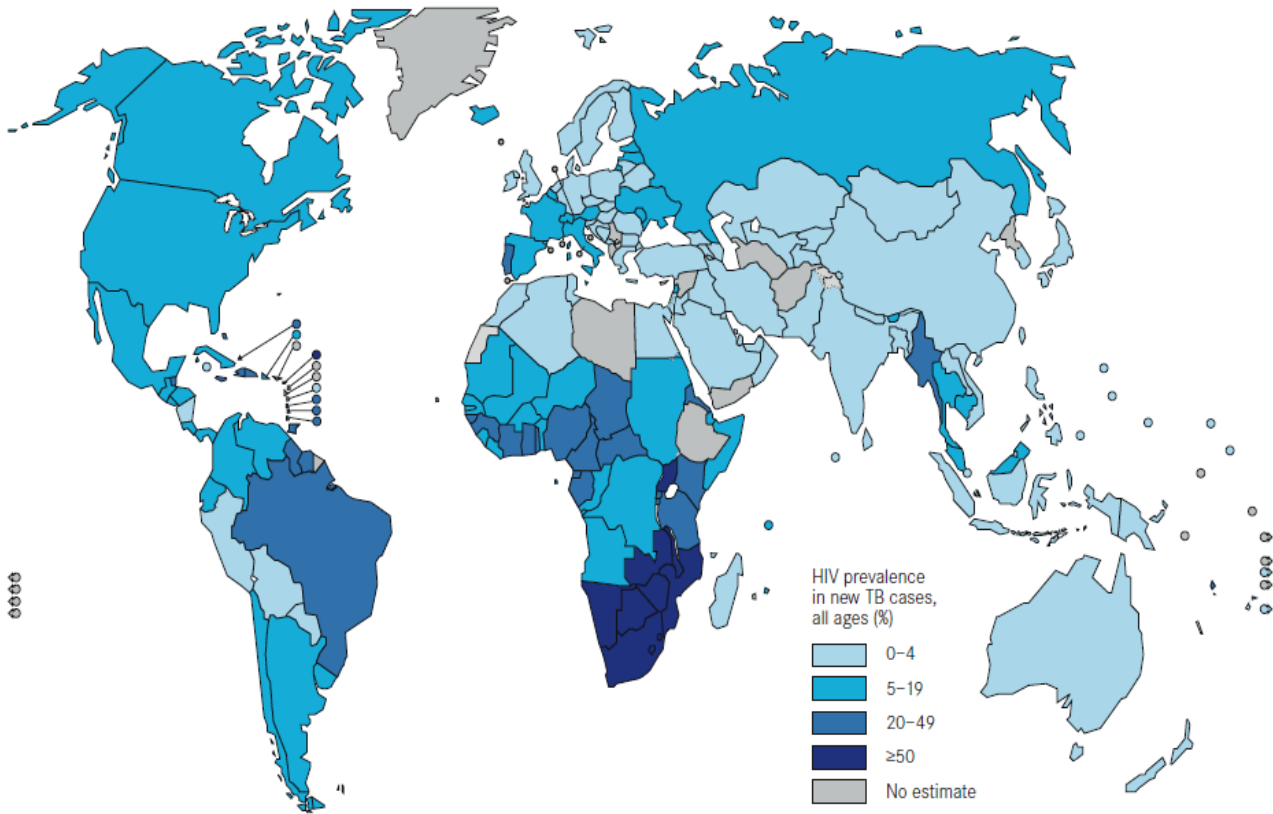 HIV prevalence
in new TB cases,
all ages (%)
0–4
5–19
20–49
≥50
No estimate